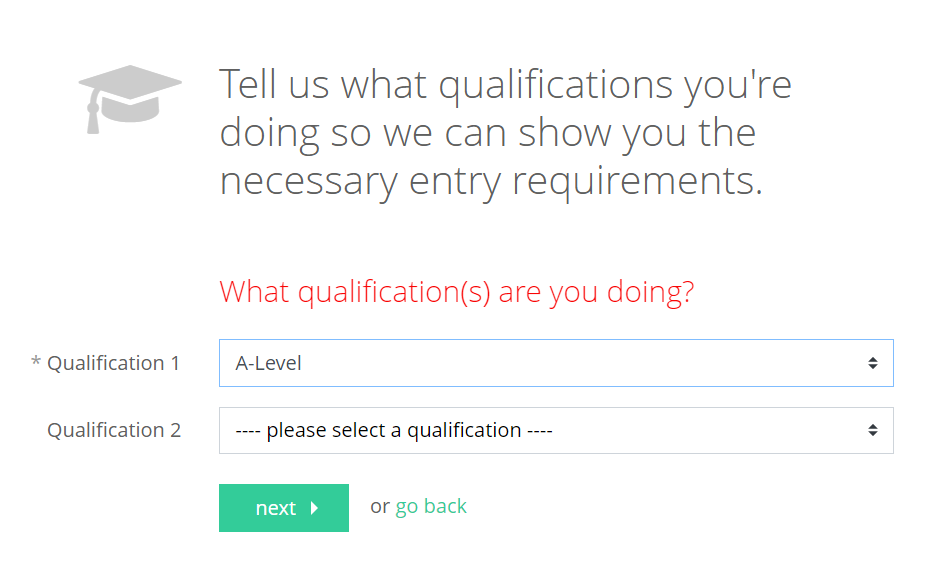 Tell us what qualifications you're
doing so we can show you the
necessary entry requirements.
What qualification(s) are you doing?
* Qualification 1 A-Level
Qualification 2 ---- please select a qualification ----
next or go back